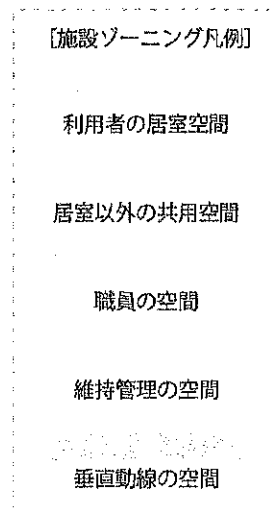 [施設ゾーニング凡例]
利用者の居室空間
居室以外の共用空間
職員の空間
維持管理の空間
垂直動線の空間